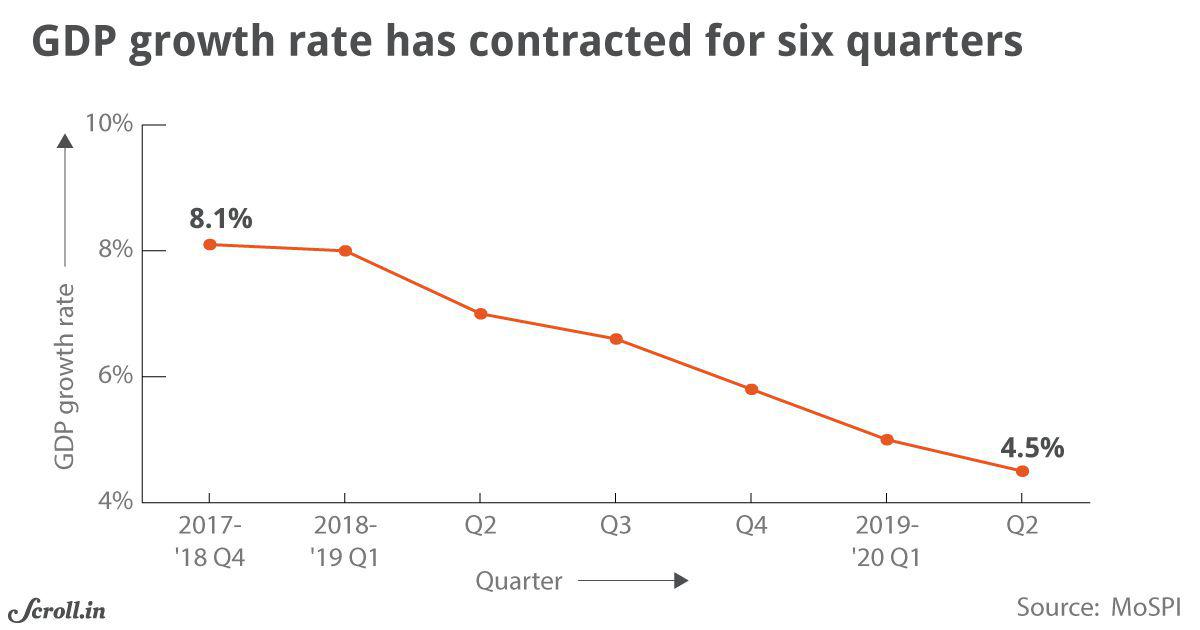 GDP growth rate has contracted for six quarters
10%
8%
6%
4%
GDP growth rate
8.1%
4.5%
2017-
'18 Q4
2018-
'19 Q1
Q2
Q3
Q4
2019-
'20 Q1
Q2
Quarter
Scroll.in
Source: MoSPI